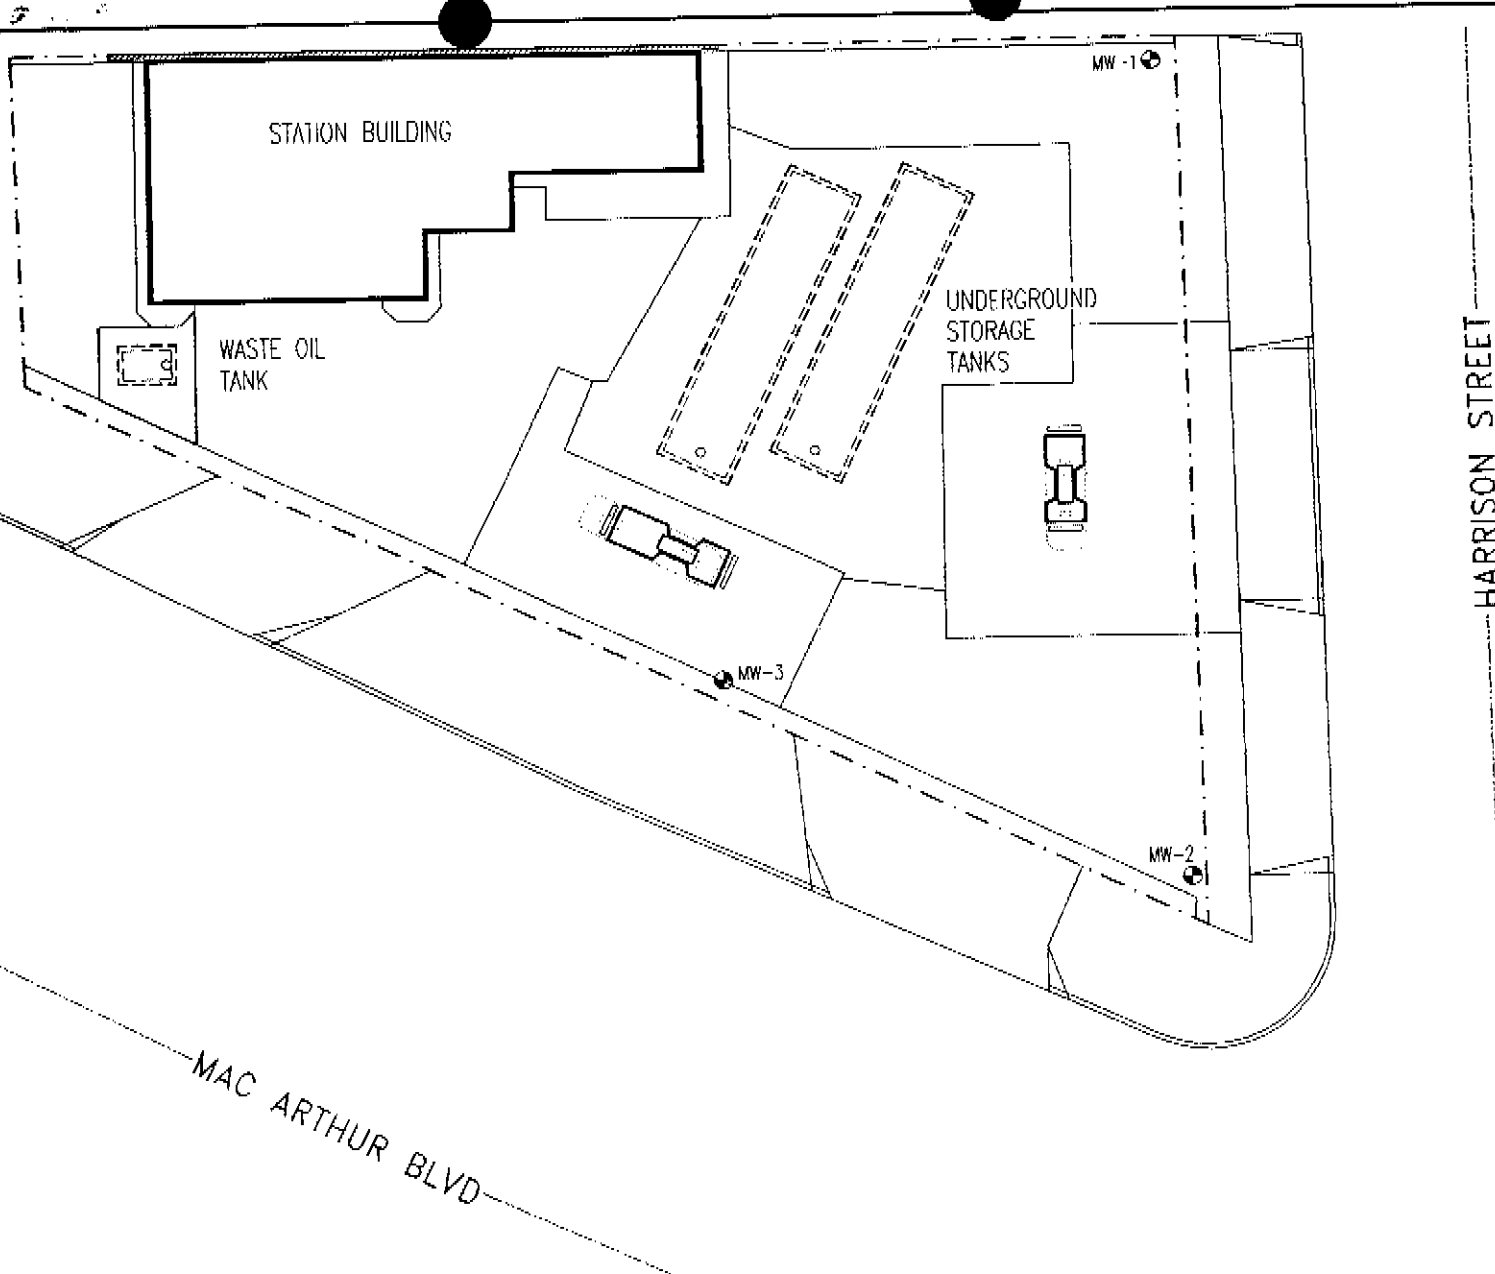 MW-1
STATION BUILDING
UNDERGROUND
STORAGE
TANKS
WASTE OIL
TANK
HARRISON STREET
MW-3
MW-2
MAC ARTHUR BLVD